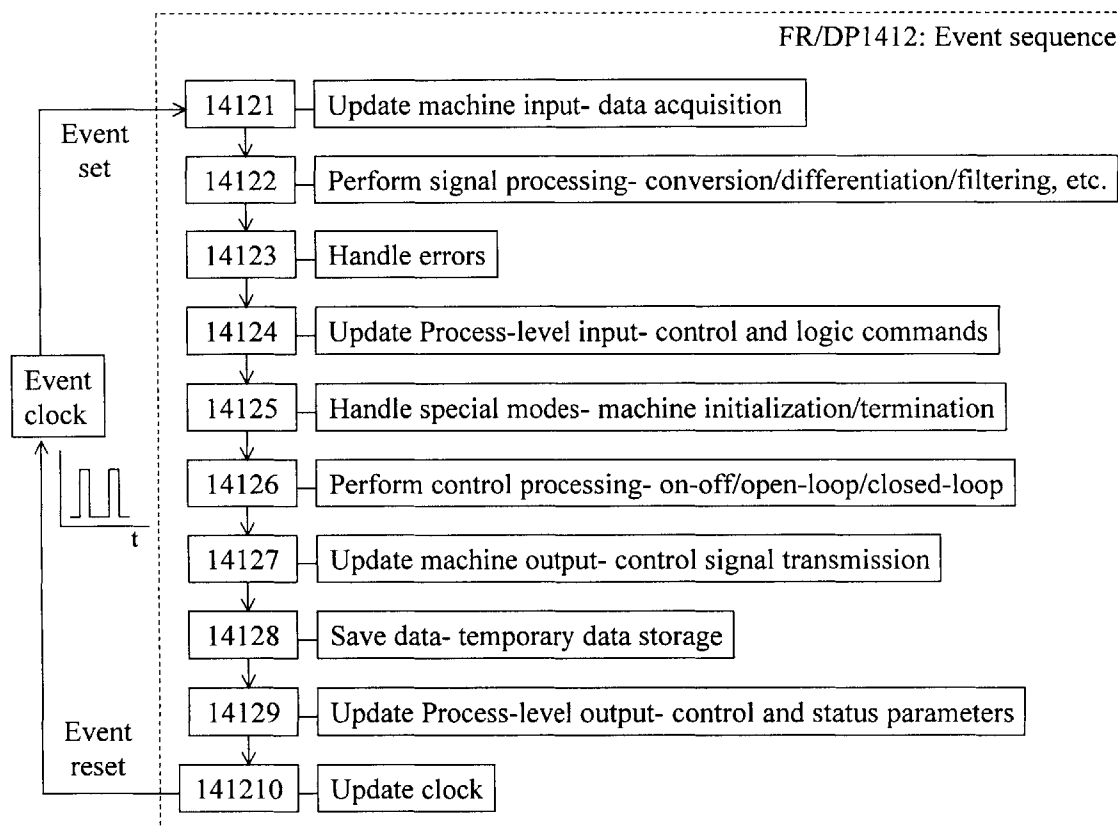 FR/DP1412: Event sequence
14121 Update machine input- data acquisition
Event
set
14122 Perform signal processing- conversion/differentiation/filtering, etc.
14123 Handle errors
14124 Update Process-level input- control and logic commands
Event
clock
14125 Handle special modes- machine initialization/termination
14126 Perform control processing- on-off/open-loop/closed-loop
t
14127 Update machine output- control signal transmission
14128 Save data- temporary data storage
14129 Update Process-level output- control and status parameters
Event
reset
141210 Update clock